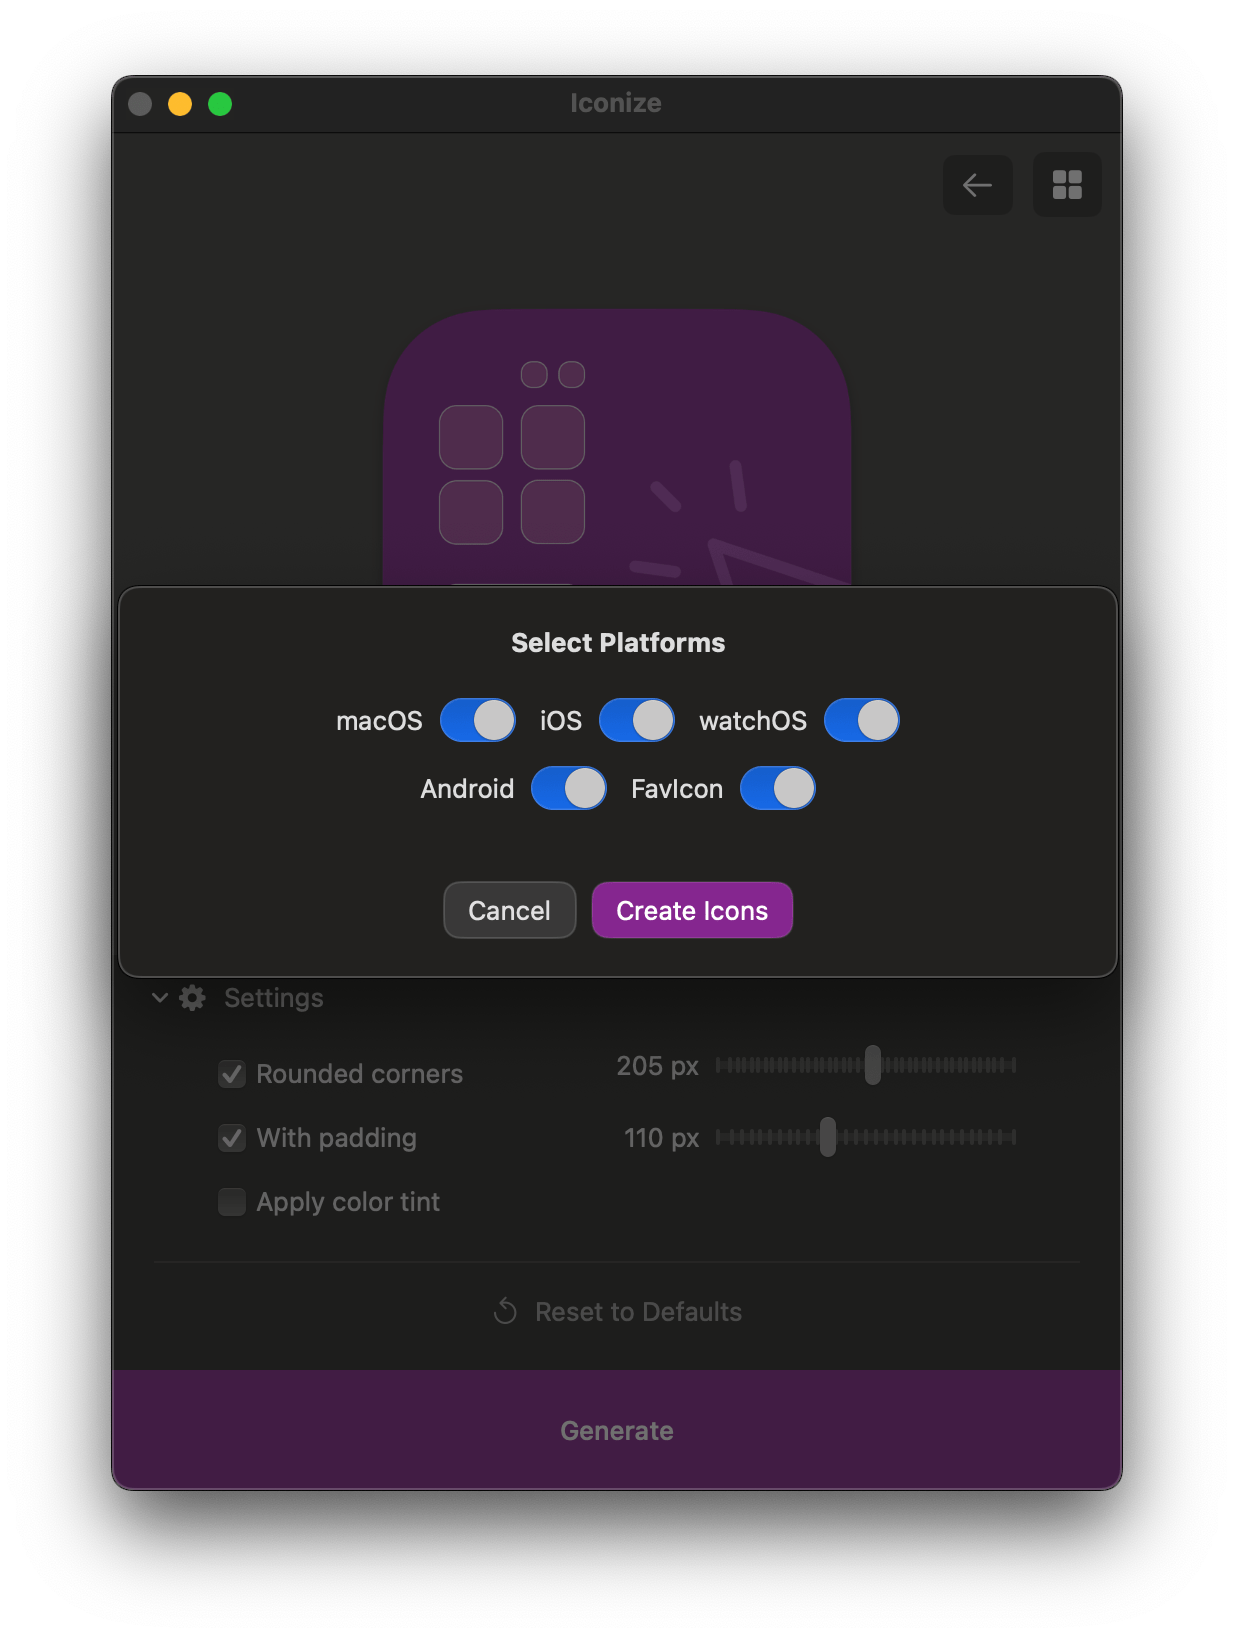 Iconize
Select Platforms
macOS iOS watchOS
Android FavIcon
Cancel Create Icons
Settings
Rounded corners 205 px
With padding 110 px
Apply color tint
Reset to Defaults
Generate